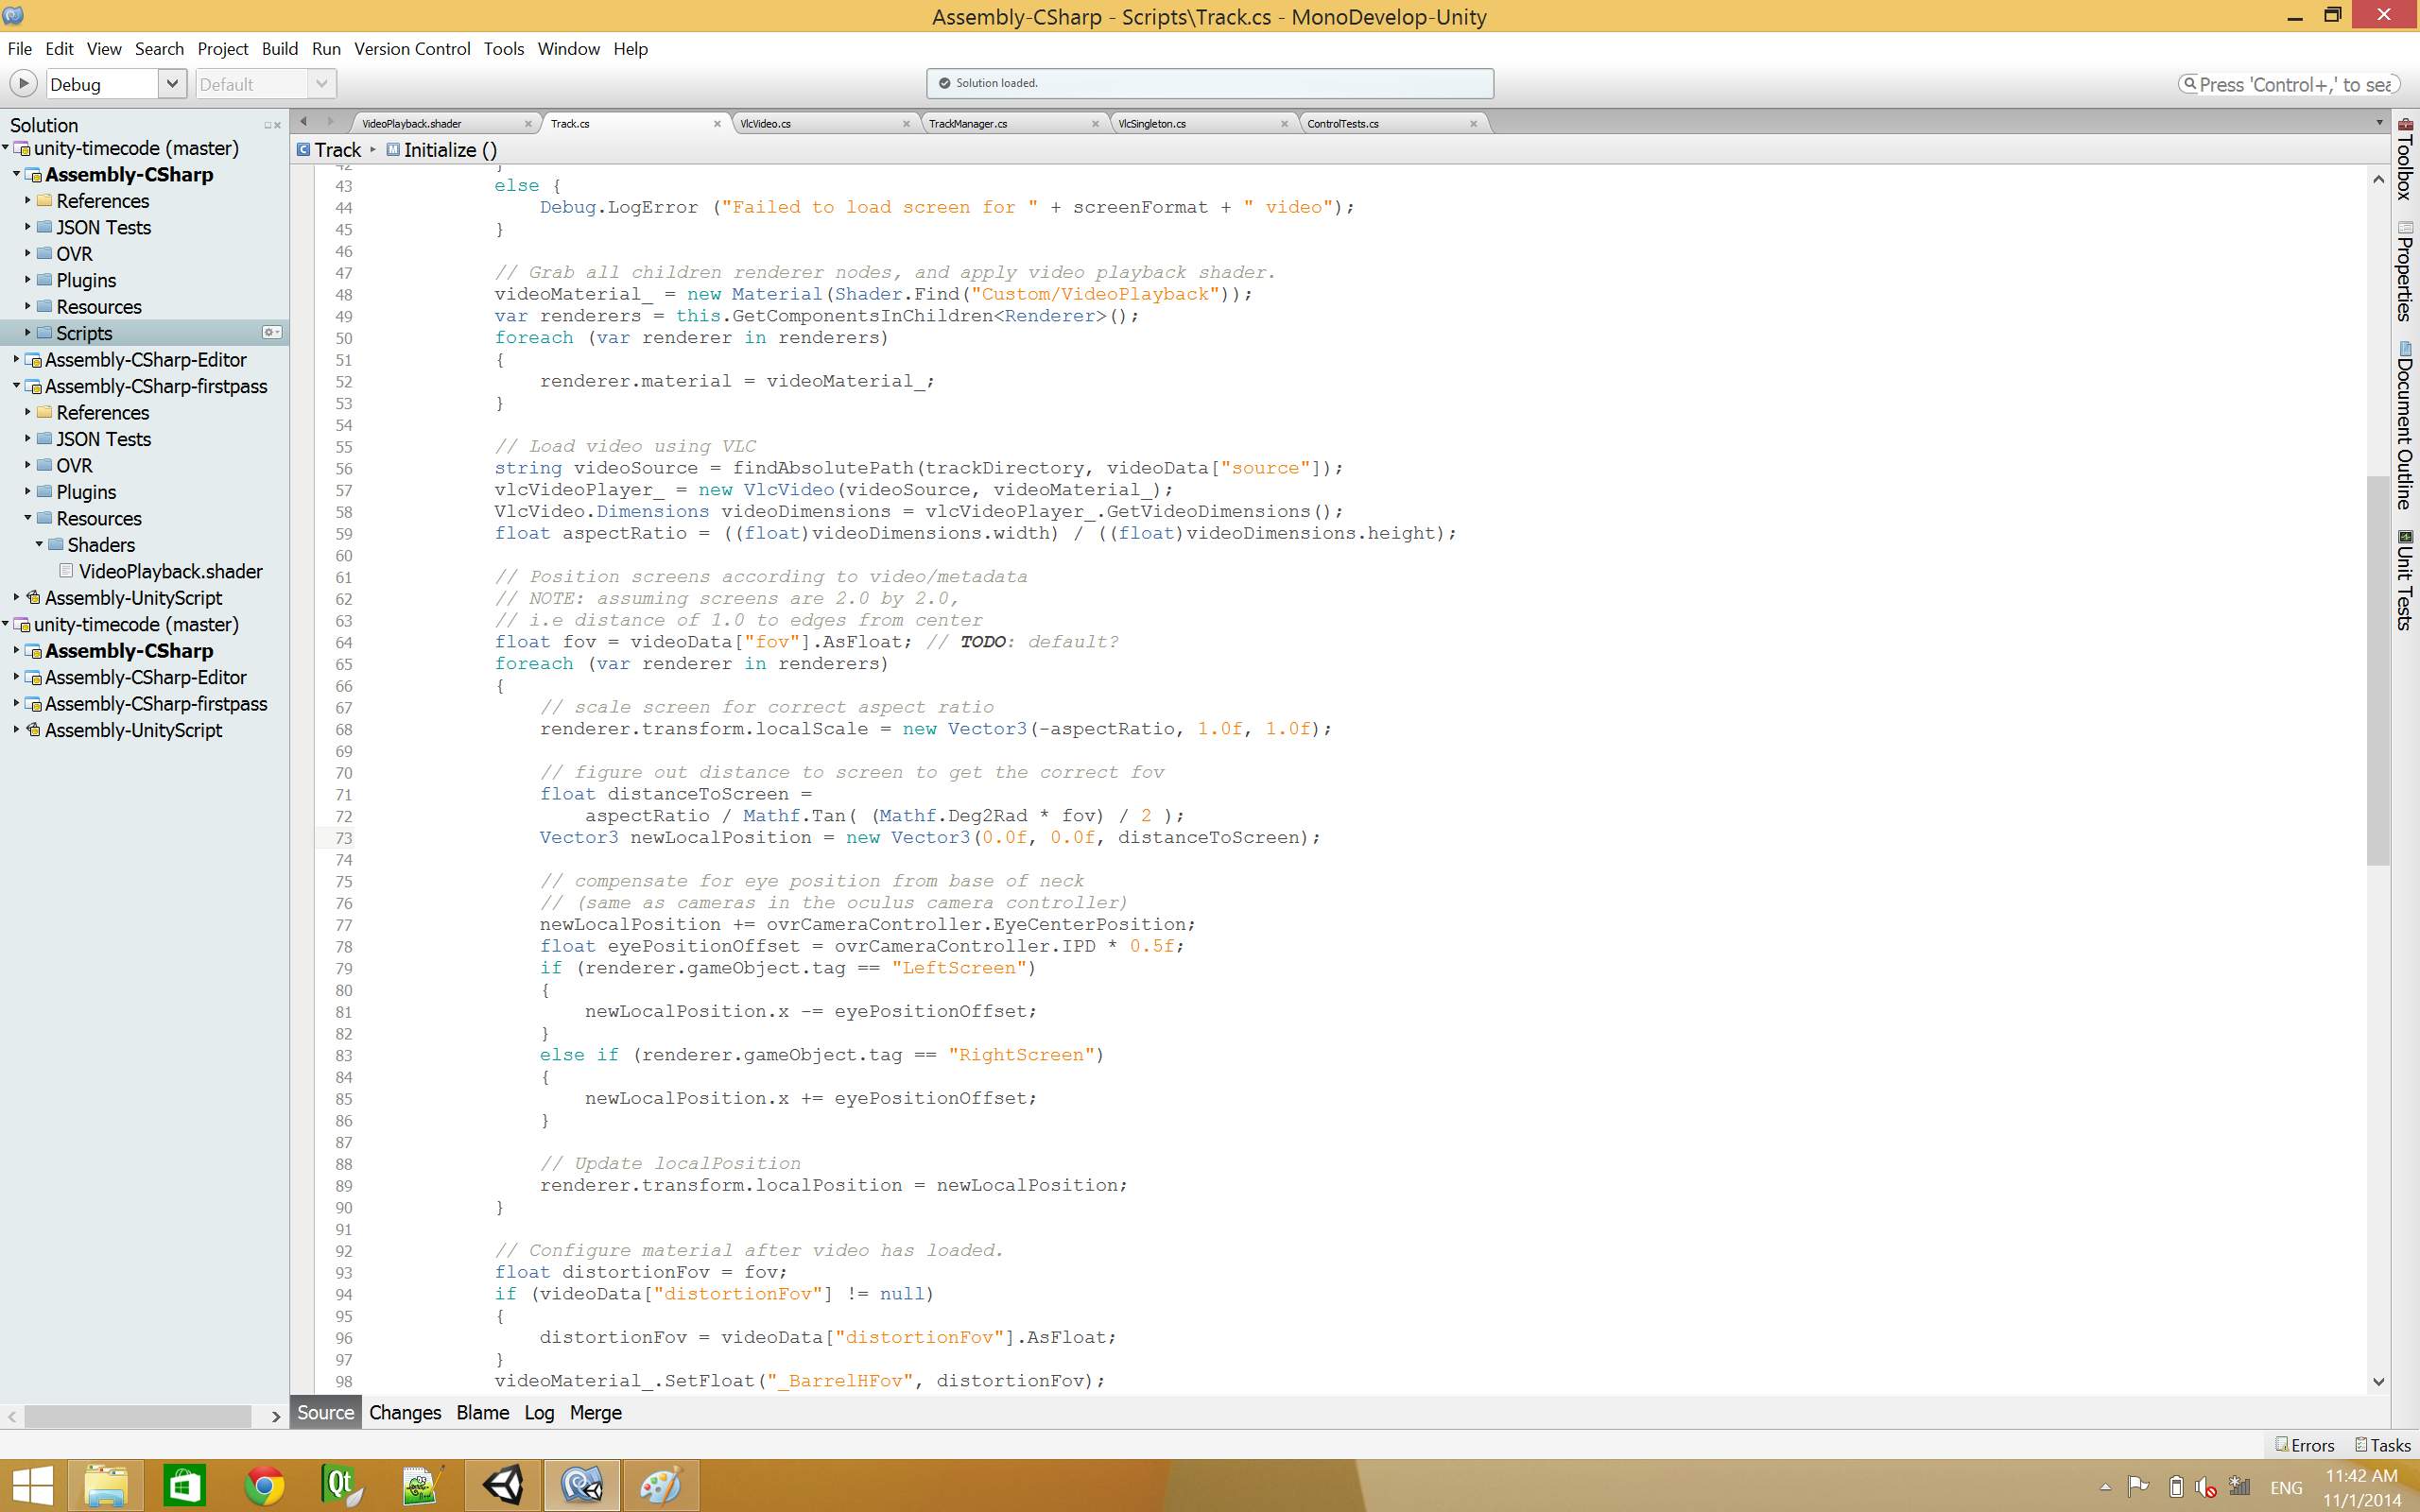 Assembly-CSharp - Scripts\Track.cs - MonoDevelop-Unity
File Edit View Search Project Build Run Version Control Tools Window Help
Debug Default Solution loaded. Press 'Control+,' to sea
Solution
unity-timecode (master)
Assembly-CSharp
References
JSON Tests
OVR
Plugins
Resources
Scripts
Assembly-CSharp-Editor
Assembly-CSharp-firstpass
References
JSON Tests
OVR
Plugins
Resources
Shaders
VideoPlayback.shader
Assembly-UnityScript
unity-timecode (master)
Assembly-CSharp
Assembly-CSharp-Editor
Assembly-CSharp-firstpass
Assembly-UnityScript
VideoPlayback.shader Track.cs VlcVideo.cs TrackManager.cs VlcSingleton.cs ControlTests.cs
Track Initialize ()
42 }
43 else {
44 Debug.LogError ("Failed to load screen for " + screenFormat + " video");
45 }
46
47 // Grab all children renderer nodes, and apply video playback shader.
48 videoMaterial_ = new Material(Shader.Find("Custom/VideoPlayback"));
49 var renderers = this.GetComponentsInChildren<Renderer>();
50 foreach (var renderer in renderers)
51 {
52 renderer.material = videoMaterial_;
53 }
54
55 // Load video using VLC
56 string videoSource = findAbsolutePath(trackDirectory, videoData["source"]);
57 vlcVideoPlayer_ = new VlcVideo(videoSource, videoMaterial_);
58 VlcVideo.Dimensions videoDimensions = vlcVideoPlayer_.GetVideoDimensions();
59 float aspectRatio = ((float)videoDimensions.width) / ((float)videoDimensions.height);
60
61 // Position screens according to video/metadata
62 // NOTE: assuming screens are 2.0 by 2.0,
63 // i.e distance of 1.0 to edges from center
64 float fov = videoData["fov"].AsFloat; // TODO: default?
65 foreach (var renderer in renderers)
66 {
67 // scale screen for correct aspect ratio
68 renderer.transform.localScale = new Vector3(-aspectRatio, 1.0f, 1.0f);
69
70 // figure out distance to screen to get the correct fov
71 float distanceToScreen =
72 aspectRatio / Mathf.Tan( (Mathf.Deg2Rad * fov) / 2 );
73 Vector3 newLocalPosition = new Vector3(0.0f, 0.0f, distanceToScreen);
74
75 // compensate for eye position from base of neck
76 // (same as cameras in the oculus camera controller)
77 newLocalPosition += ovrCameraController.EyeCenterPosition;
78 float eyePositionOffset = ovrCameraController.IPD * 0.5f;
79 if (renderer.gameObject.tag == "LeftScreen")
80 {
81 newLocalPosition.x -= eyePositionOffset;
82 }
83 else if (renderer.gameObject.tag == "RightScreen")
84 {
85 newLocalPosition.x += eyePositionOffset;
86 }
87
88 // Update localPosition
89 renderer.transform.localPosition = newLocalPosition;
90 }
91
92 // Configure material after video has loaded.
93 float distortionFov = fov;
94 if (videoData["distortionFov"] != null)
95 {
96 distortionFov = videoData["distortionFov"].AsFloat;
97 }
98 videoMaterial_.SetFloat("_BarrelHFov", distortionFov);
Toolbox
Properties
Document Outline
Unit Tests
Source Changes Blame Log Merge
Errors Tasks
Qt
ENG
11:42 AM
11/1/2014